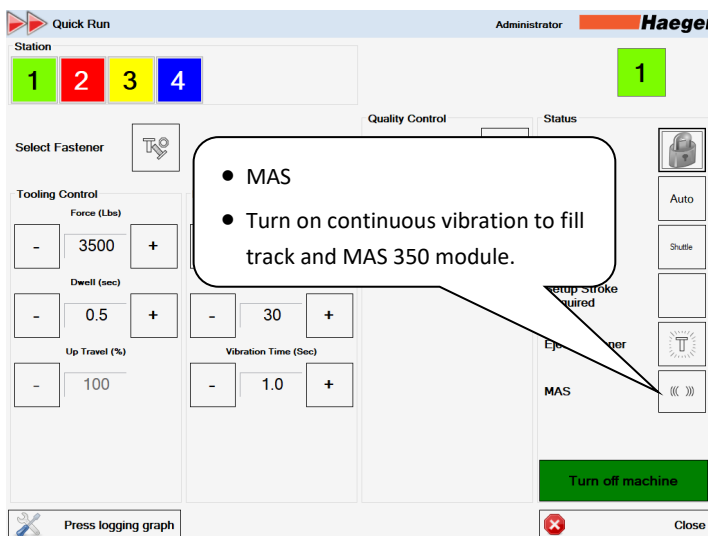 Quick Run
Administrator
Haeger
Station
1 2 3 4
1
Quality Control
Status
Select Fastener
• MAS
• Turn on continuous vibration to fill
track and MAS 350 module.
Tooling Control
Auto
Force (Lbs)
- 3500 +
Shuttle
Dwell (sec)
Setup Stroke
- 0.5 +
- 30 +
Up Travel (%)
Vibration Time (Sec)
T
- 100
- 1.0 +
MAS
((( )))
Turn off machine
Press logging graph
Close